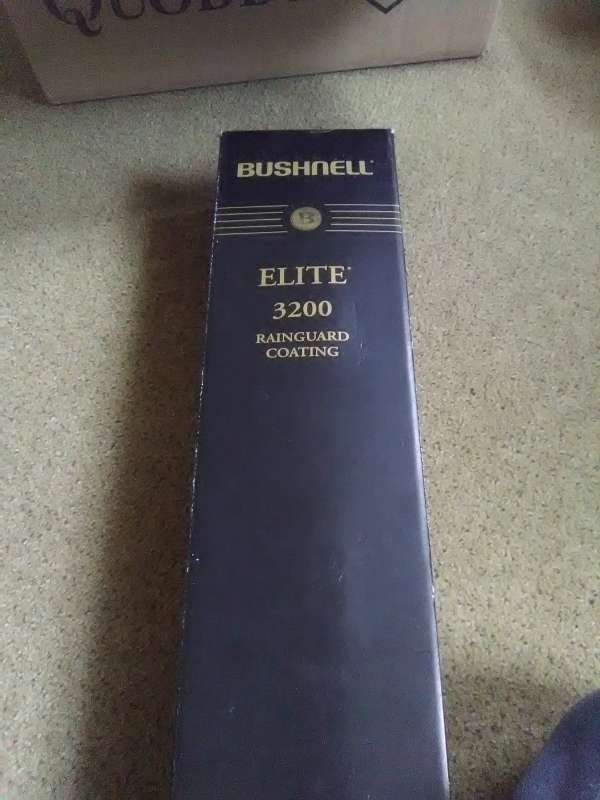 BUSHNELL
B
ELITE
3200
RAINGUARD
COATING